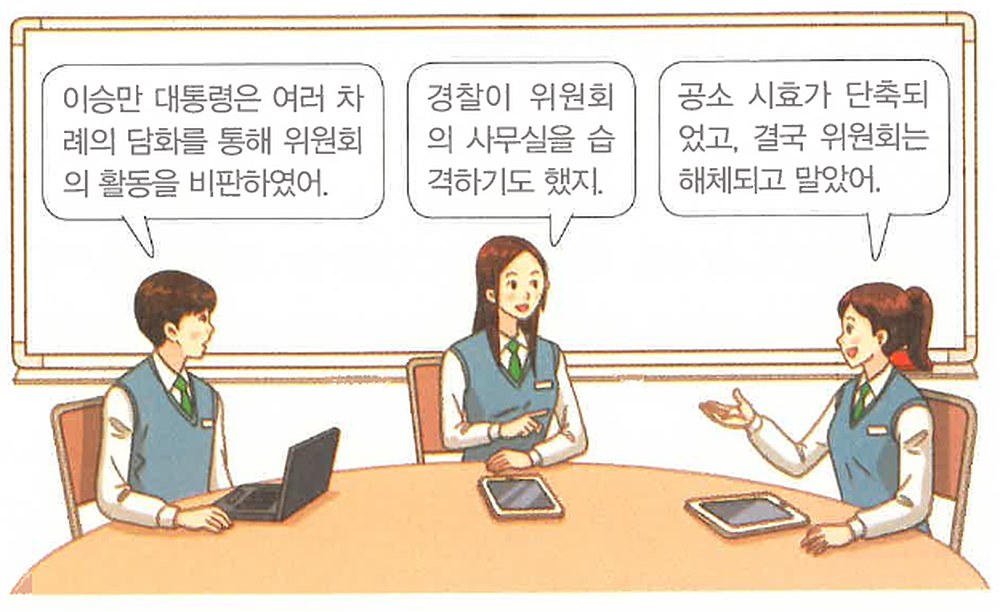 이승만 대통령은 여러 차
례의 담화를 통해 위원회
의 활동을 비판하였어.
경찰이 위원회
의 사무실을 습
격하기도 했지.
공소 시효가 단축되
었고, 결국 위원회는
해체되고 말았어.